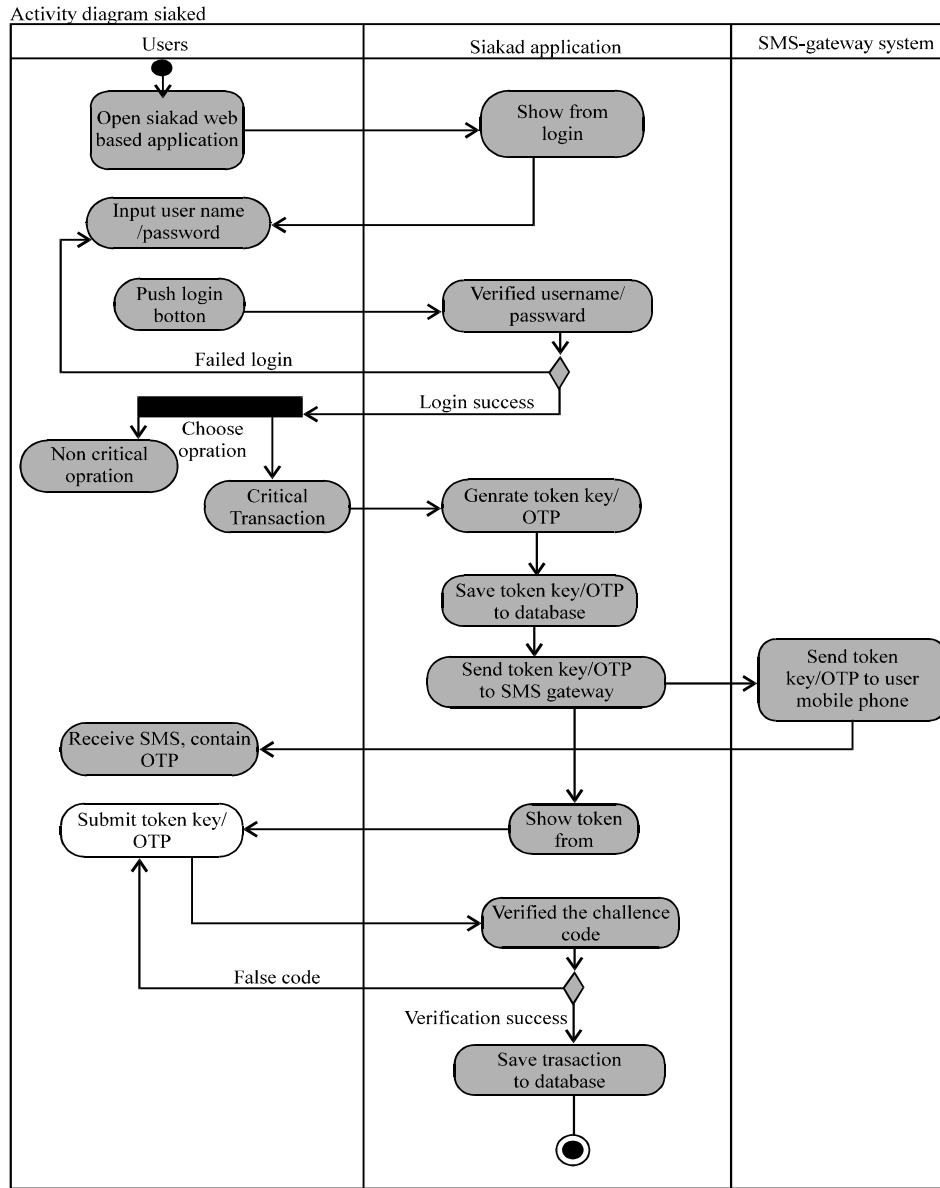 Activity diagram siaked
Users
Siakad application
SMS-gateway system
Open siakad web
based application
Show from
login
Input user name
/password
Push login
botton
Verified username/
passward
Failed login
Login success
Choose
opration
Non critical
opration
Critical
Transaction
Genrate token key/
OTP
Save token key/OTP
to database
Send token key/OTP
to SMS gateway
Send token
key/OTP to user
mobile phone
Receive SMS, contain
OTP
Submit token key/
OTP
Show token
from
Verified the challence
code
False code
Verification success
Save trasaction
to database